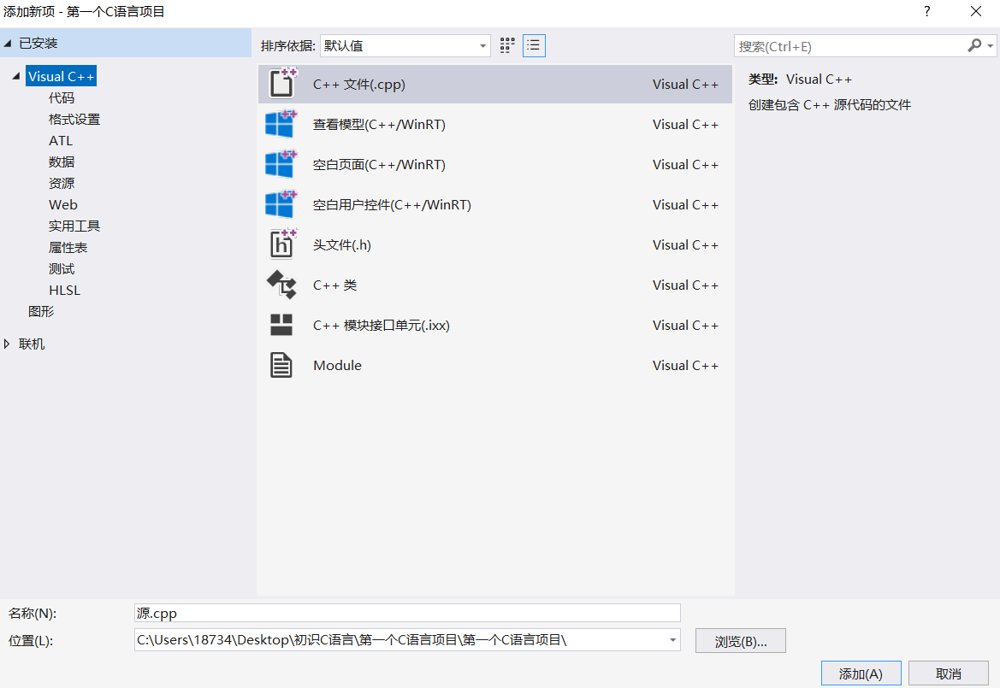 添加新项 - 第一个C语言项目
?
已安装
Visual C++
代码
格式设置
ATL
数据
资源
Web
实用工具
属性表
测试
HLSL
图形
联机
排序依据: 默认值
C++ 文件(.cpp) Visual C++
查看模型(C++/WinRT) Visual C++
空白页面(C++/WinRT) Visual C++
空白用户控件(C++/WinRT) Visual C++
头文件(.h) Visual C++
C++ 类 Visual C++
C++ 模块接口单元(.ixx) Visual C++
Module Visual C++
搜索(Ctrl+E)
类型: Visual C++
创建包含 C++ 源代码的文件
名称(N): 源.cpp
位置(L): C:\Users\18734\Desktop\初识C语言\第一个C语言项目\第一个C语言项目\
浏览(B)...
添加(A) 取消